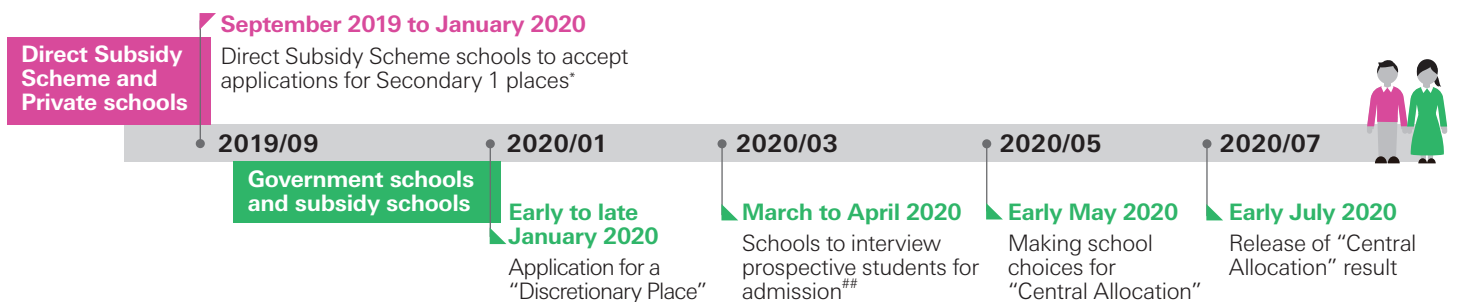 September 2019 to January 2020
Direct Subsidy
Scheme and
Private schools
Direct Subsidy Scheme schools to accept
applications for Secondary 1 places*
2019/09
2020/01
2020/03
2020/05
2020/07
Government schools
and subsidy schools
Early to late
January 2020
Application for a
"Discretionary Place"
March to April 2020
Schools to interview
prospective students for
admission##
Early May 2020
Making school
choices for
"Central Allocation"
Early July 2020
Release of "Central
Allocation" result